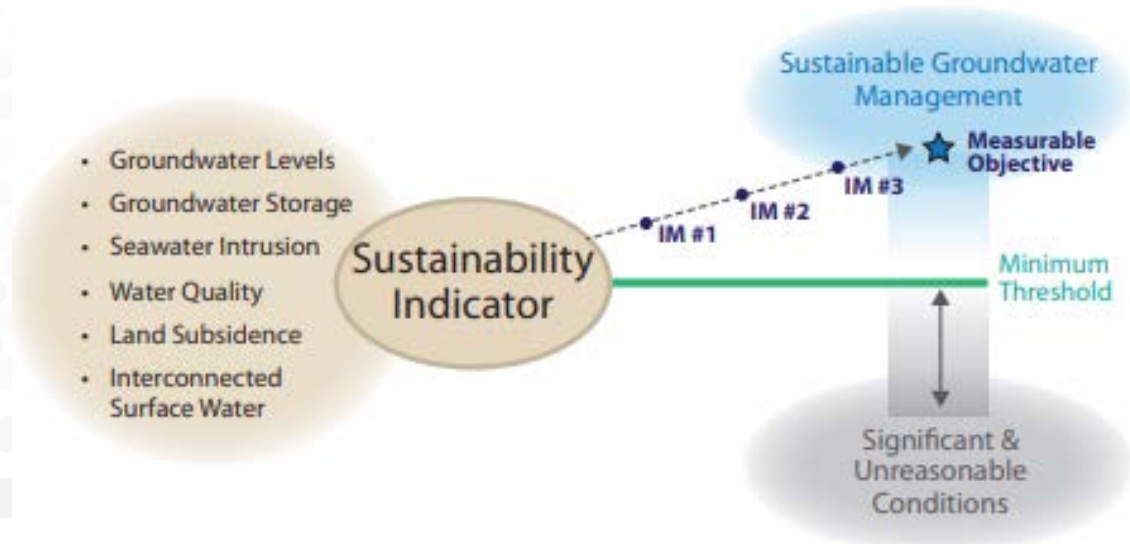 • Groundwater Levels
• Groundwater Storage
• Seawater Intrusion
• Water Quality
• Land Subsidence
• Interconnected
Surface Water
Sustainability
Indicator
IM #1
IM #2
IM #3
Sustainable Groundwater
Management
Measurable
Objective
Minimum
Threshold
Significant &
Unreasonable
Conditions